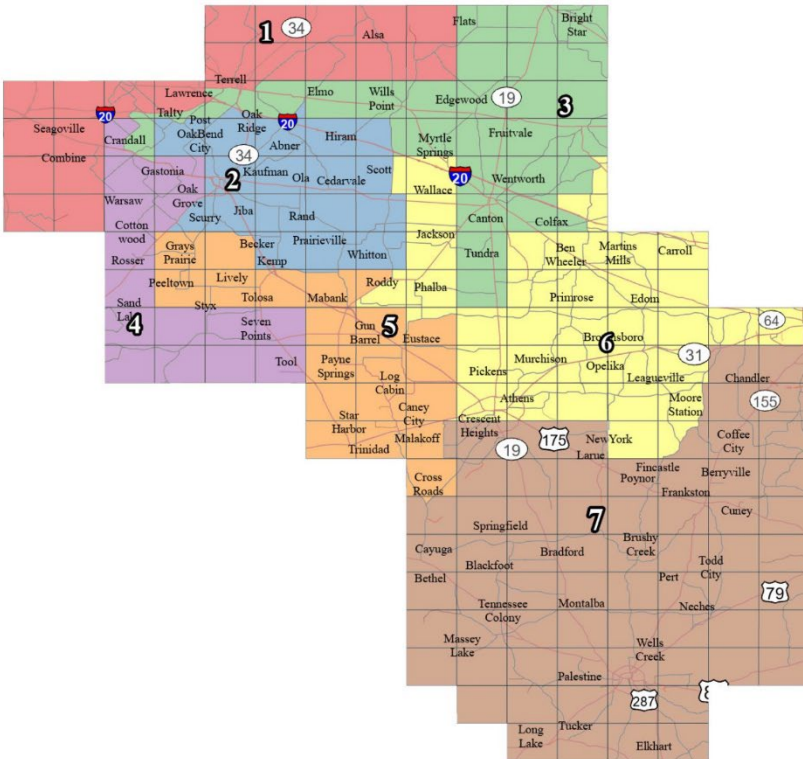 Flats
Bright
Star
1
34
Alsa
Terrell
Lawrence
Elmo
Wills
Point
Edgewood
19
3
20
Talty
Post
Oak
Ridge
20
Seagoville
Crandall
OakBend
City
Abner
Hiram
Myrtle
Springs
Fruitvale
Combine
34
Gastonia
2
Kaufman
Ola
Cedarvale
Scott
20
Wentworth
Wallace
Warsaw
Oak
Grove
Scurry
Jiba
Rand
Canton
Colfax
Cotton
wood
Grays
Prairie
Becker
Prairieville
Jackson
Rosser
Kemp
Whitton
Tundra
Ben
Wheeler
Martins
Mills
Carroll
Peeltown
Lively
Roddy
Phalba
Sand
Styx
Tolosa
Mabank
Primrose
Edom
4
Seven
Points
Gun
Barrel
5
Eustace
6
64
Tool
Payne
Springs
Pickens
Murchison
Opelika
31
Log
Cabin
Leagueville
Chandler
Star
Harbor
Caney
City
Athens
Moore
Station
155
Trinidad
Malakoff
Crescent
Heights
19
175
New York
Larue
Coffee
City
Cross
Roads
Fincastle
Poynor
Berryville
Frankston
7
Cuney
Springfield
Cayuga
Bradford
Brushy
Creek
Blackfoot
Todd
City
Bethel
Pert
79
Tennessee
Colony
Montalba
Neches
Massey
Lake
Wells
Creek
Palestine
287
Long
Lake
Tucker
Elkhart